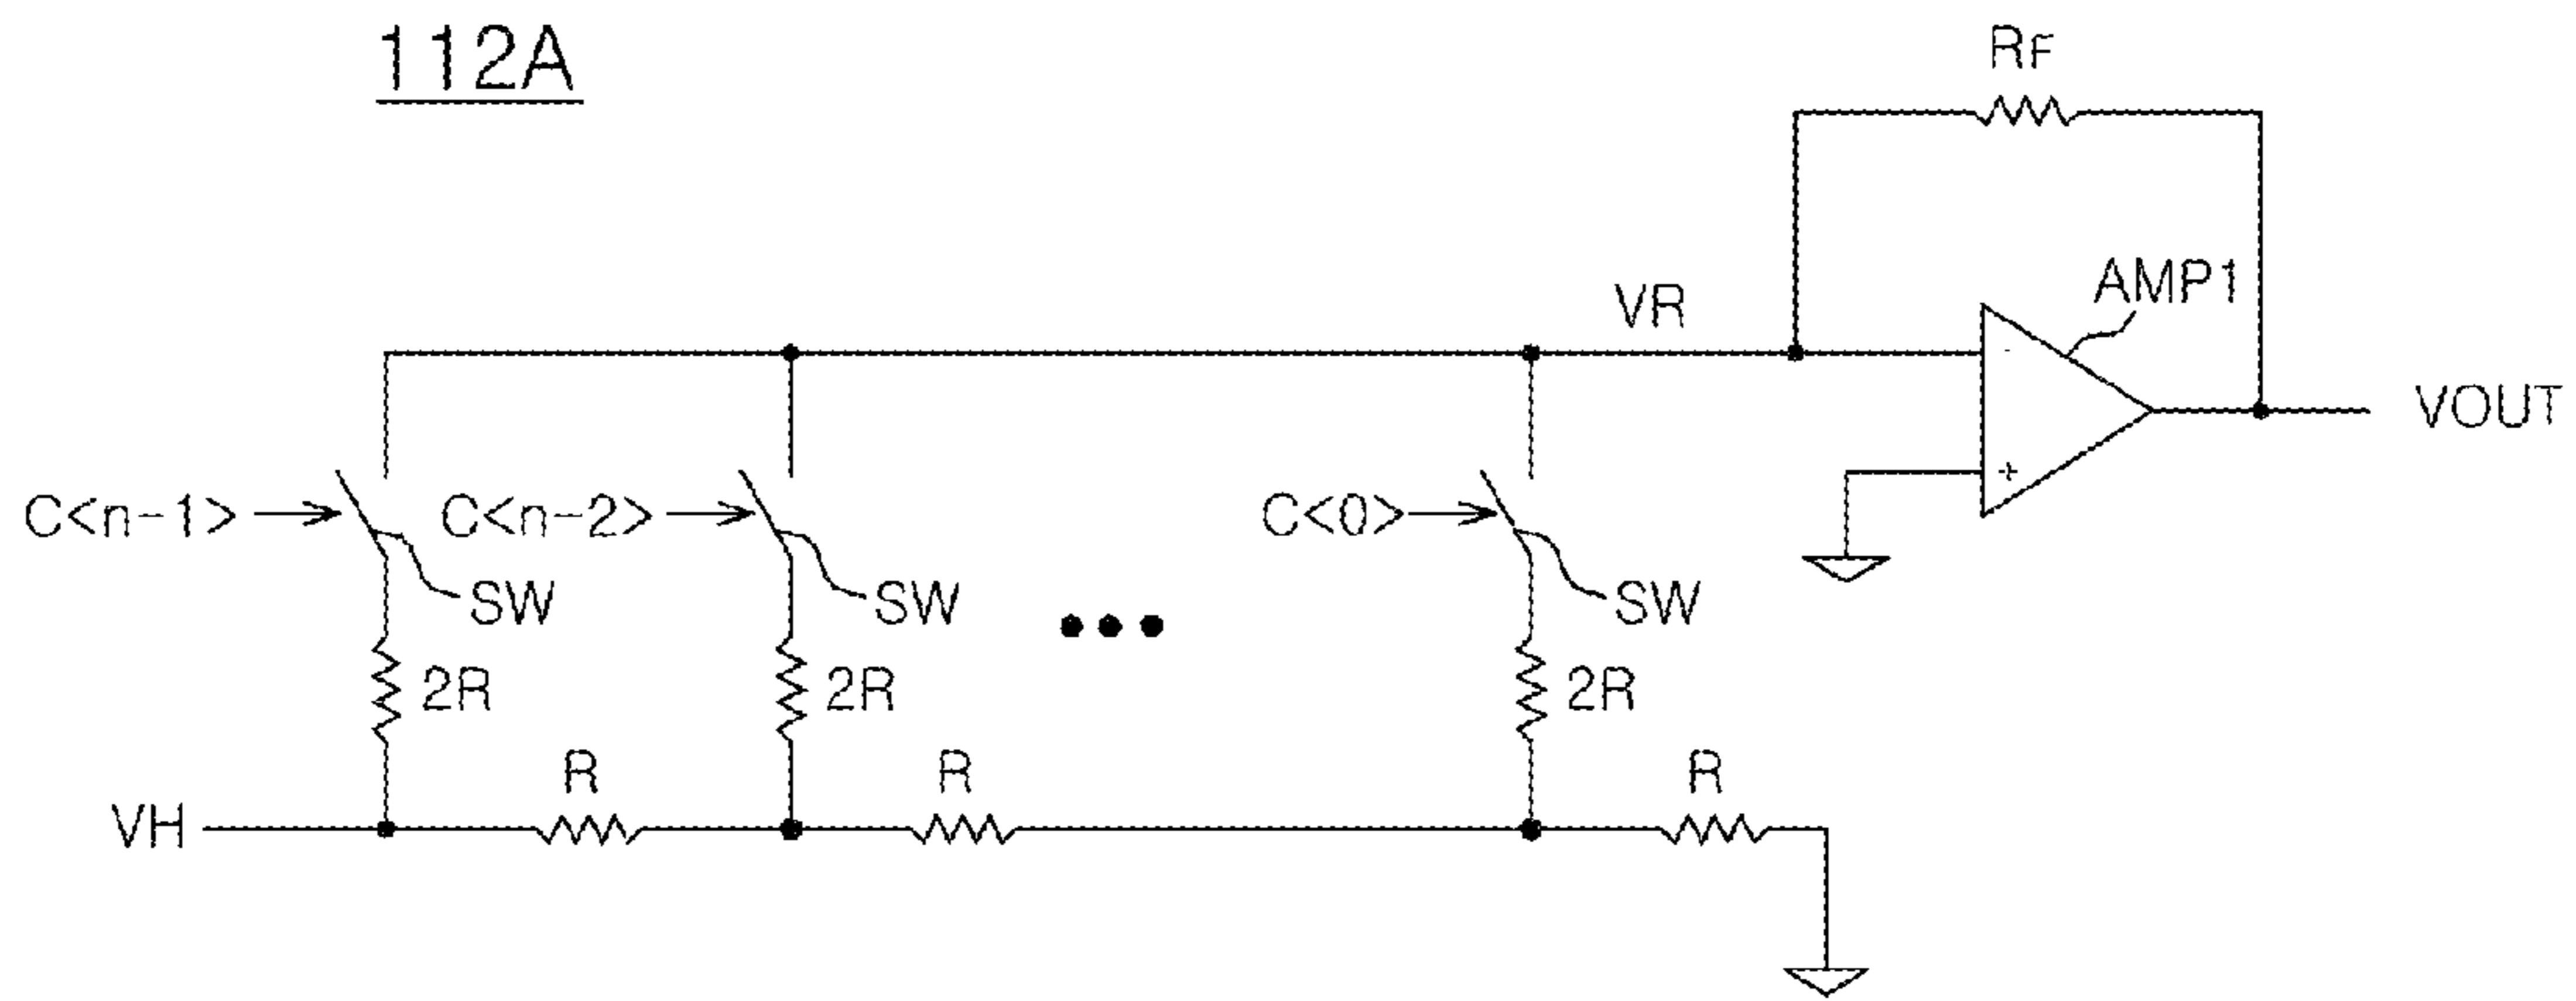 112A
RF
AMP1
VR
-
VOUT
+
C<n-1>
C<n-2>
C<0>
SW
SW
SW
2R
2R
2R
R
R
R
VH